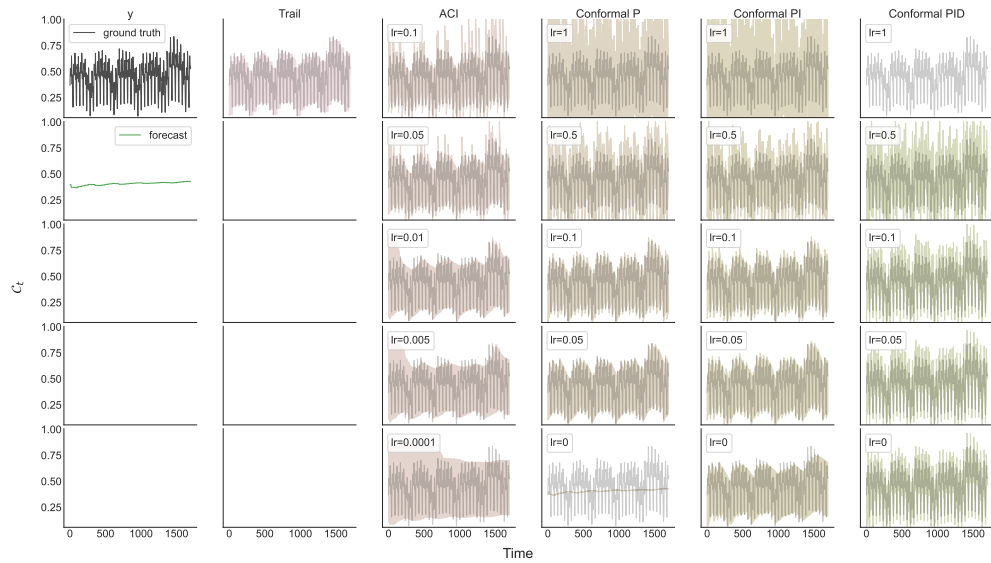 y Trail ACI Conformal P Conformal PI Conformal PID
1.00 ground truth lr=0.1 lr=1 lr=1 lr=1
0.75
0.50
0.25
1.00 forecast lr=0.05 lr=0.5 lr=0.5 lr=0.5
0.75
0.50
0.25
1.00 lr=0.01 lr=0.1 lr=0.1 lr=0.1
0.75
0.50
0.25
1.00 lr=0.005 lr=0.05 lr=0.05 lr=0.05
0.75
0.50
0.25
1.00 lr=0.0001 lr=0 lr=0 lr=0
0.75
0.50
0.25
0 500 1000 1500 0 500 1000 1500 0 500 1000 1500 0 500 1000 1500 0 500 1000 1500 0 500 1000 1500
𝒞t
Time